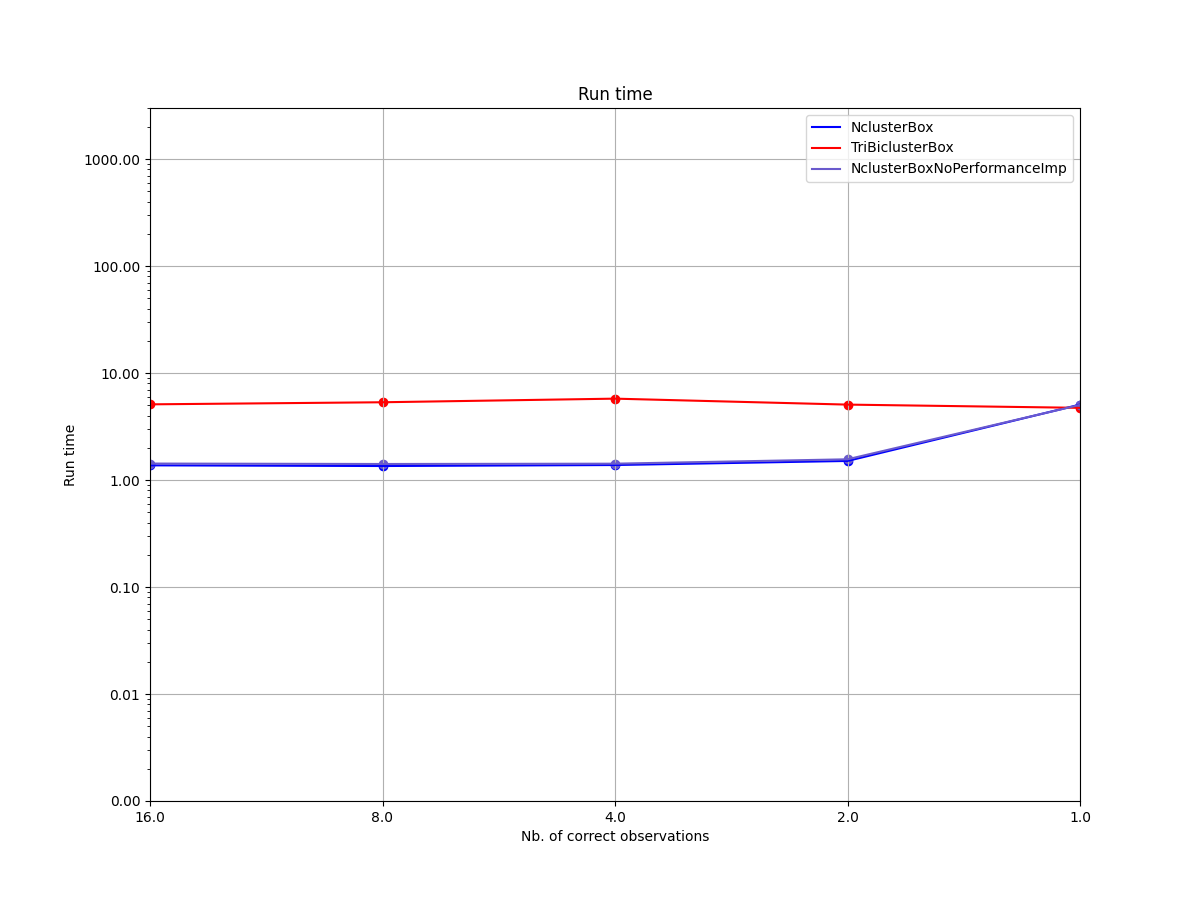 Run time
NclusterBox
TriBiclusterBox
NclusterBoxNoPerformanceImp
1000.00
100.00
10.00
1.00
0.10
0.01
0.00
Run time
16.0
8.0
4.0
2.0
1.0
Nb. of correct observations